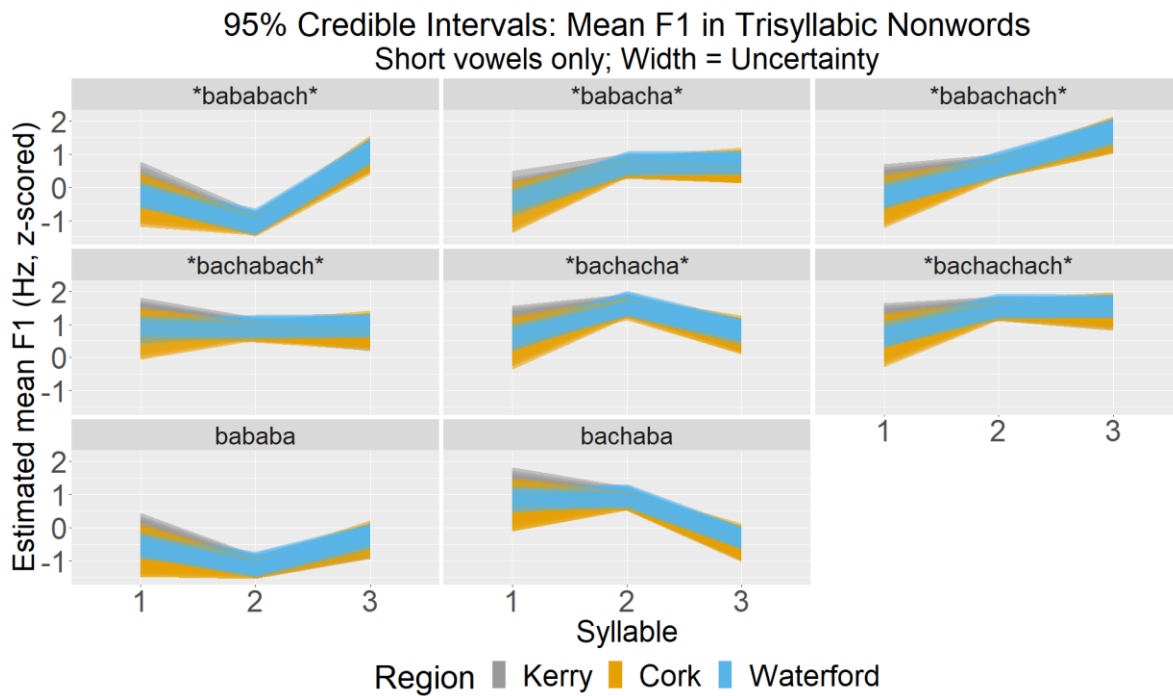 95% Credible Intervals: Mean F1 in Trisyllabic Nonwords
Short vowels only; Width = Uncertainty
Estimated mean F1 (Hz, z-scored)
*bababach* *babacha* *babachach*
2
1
0
-1
*bachabach* *bachacha* *bachachach*
2
1
0
-1
bababa bachaba
1 2 3
2
1
0
-1
1 2 3 1 2 3
Syllable
Region Kerry Cork Waterford